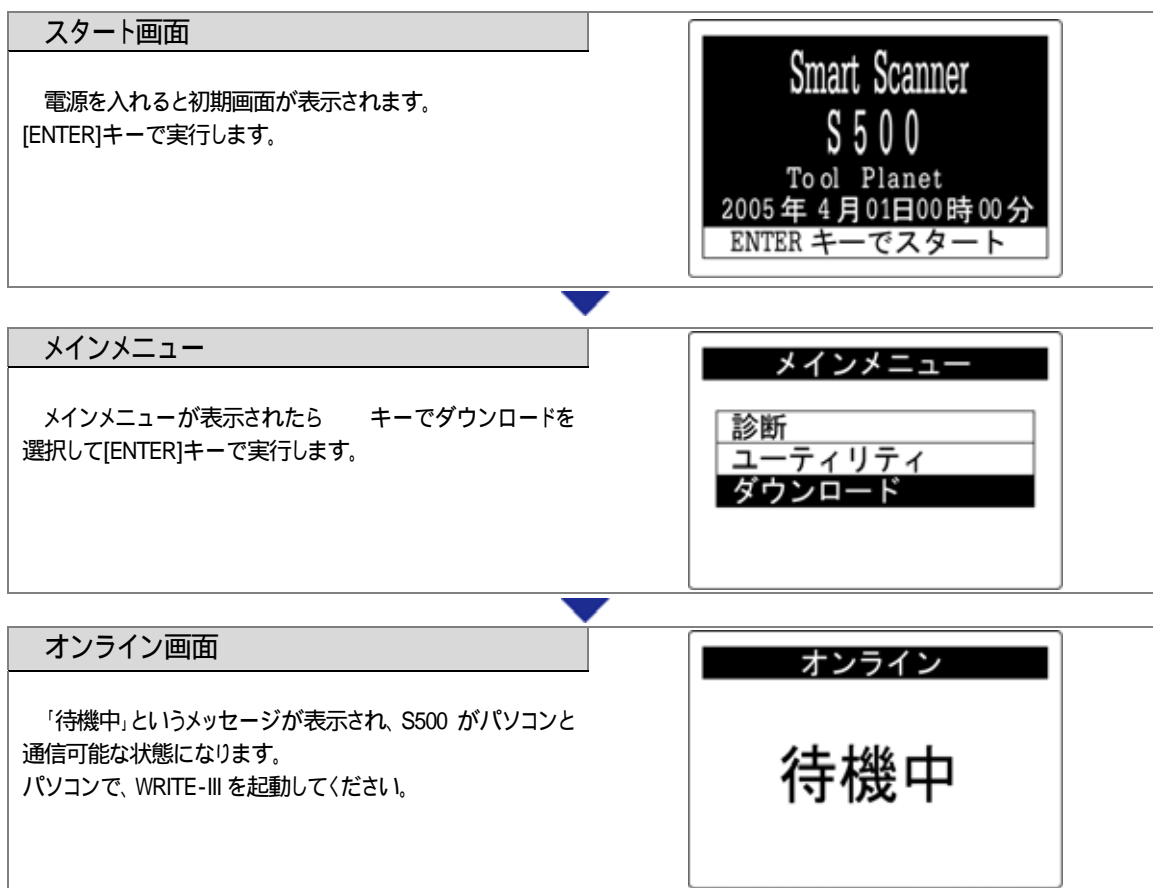 スタート画面
電源を入れると初期画面が表示されます。
[ENTER]キーで実行します。
Smart Scanner
S500
Tool Planet
2005年 4月01日00時00分
ENTER キーでスタート
メインメニュー
メインメニューが表示されたら　　キーでダウンロードを
選択して[ENTER]キーで実行します。
メインメニュー
診断
ユーティリティ
ダウンロード
オンライン画面
「待機中」というメッセージが表示され、S500 がパソコンと
通信可能な状態になります。
パソコンで、WRITE-Ⅲ を起動してください。
オンライン
待機中